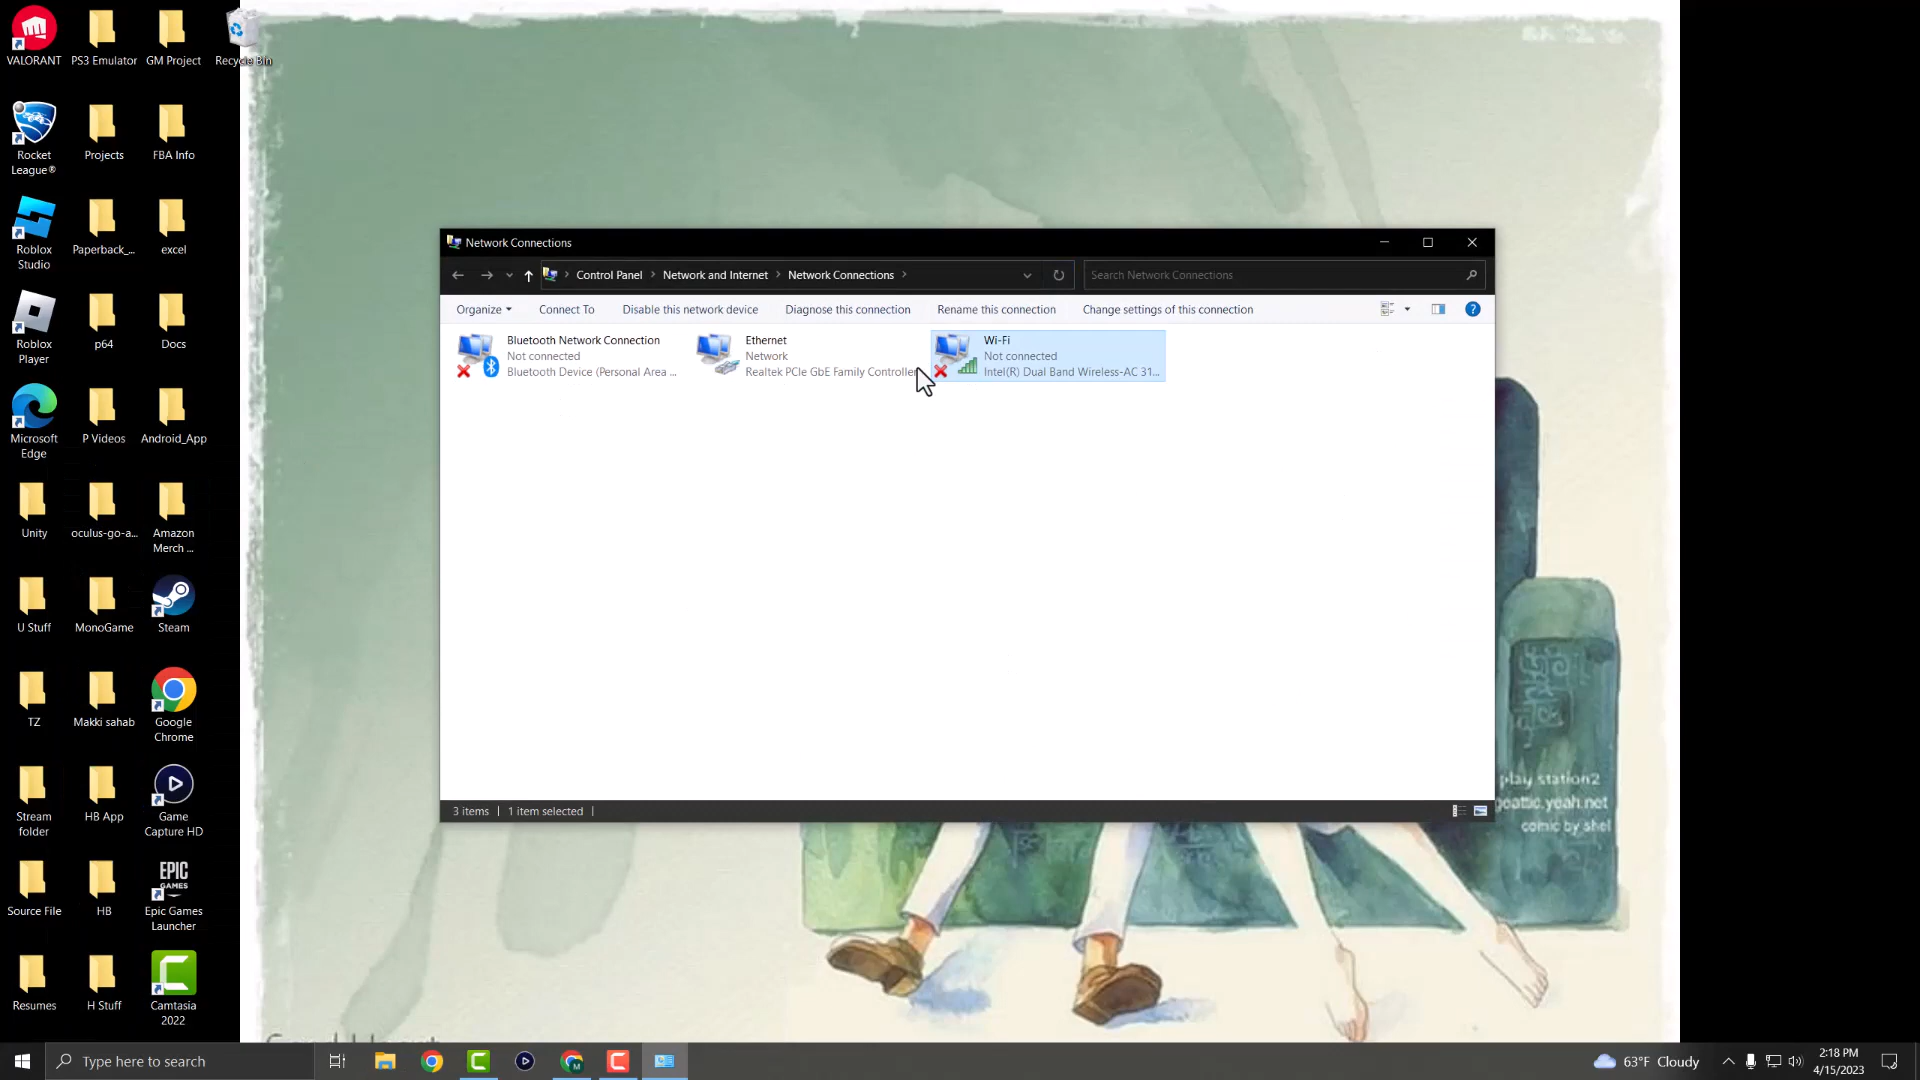 VALORANT
PS3 Emulator
GM Project
Recycle Bin
Rocket
League®
Projects
FBA Info
Roblox
Studio
Paperback_...
excel
Roblox
Player
p64
Docs
Microsoft
Edge
P Videos
Android_App
Unity
oculus-go-a...
Amazon
Merch ...
U Stuff
MonoGame
Steam
TZ
Makki sahab
Google
Chrome
Stream
folder
HB App
Game
Capture HD
Source File
HB
EPIC
GAMES
Epic Games
Launcher
Resumes
H Stuff
Camtasia
2022
Network Connections
Control Panel > Network and Internet > Network Connections >
Search Network Connections
Organize
Connect To
Disable this network device
Diagnose this connection
Rename this connection
Change settings of this connection
Bluetooth Network Connection
Not connected
Bluetooth Device (Personal Area ...
Ethernet
Network
Realtek PCIe GbE Family Controller
Wi-Fi
Not connected
Intel(R) Dual Band Wireless-AC 31...
3 items
1 item selected
play station2
comic by shel
Type here to search
63°F Cloudy
2:18 PM
4/15/2023